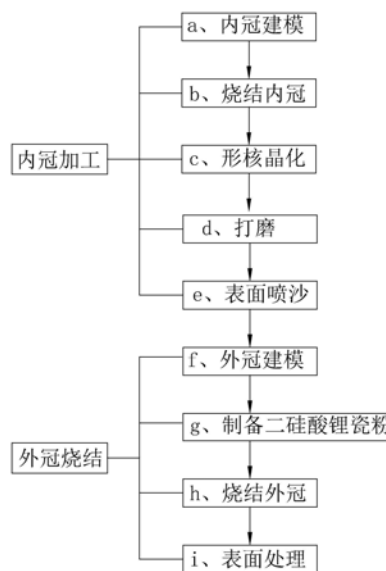 a、内冠建模
b、烧结内冠
内冠加工
c、形核晶化
d、打磨
e、表面喷沙
f、外冠建模
g、制备二硅酸锂瓷粉
外冠烧结
h、烧结外冠
i、表面处理